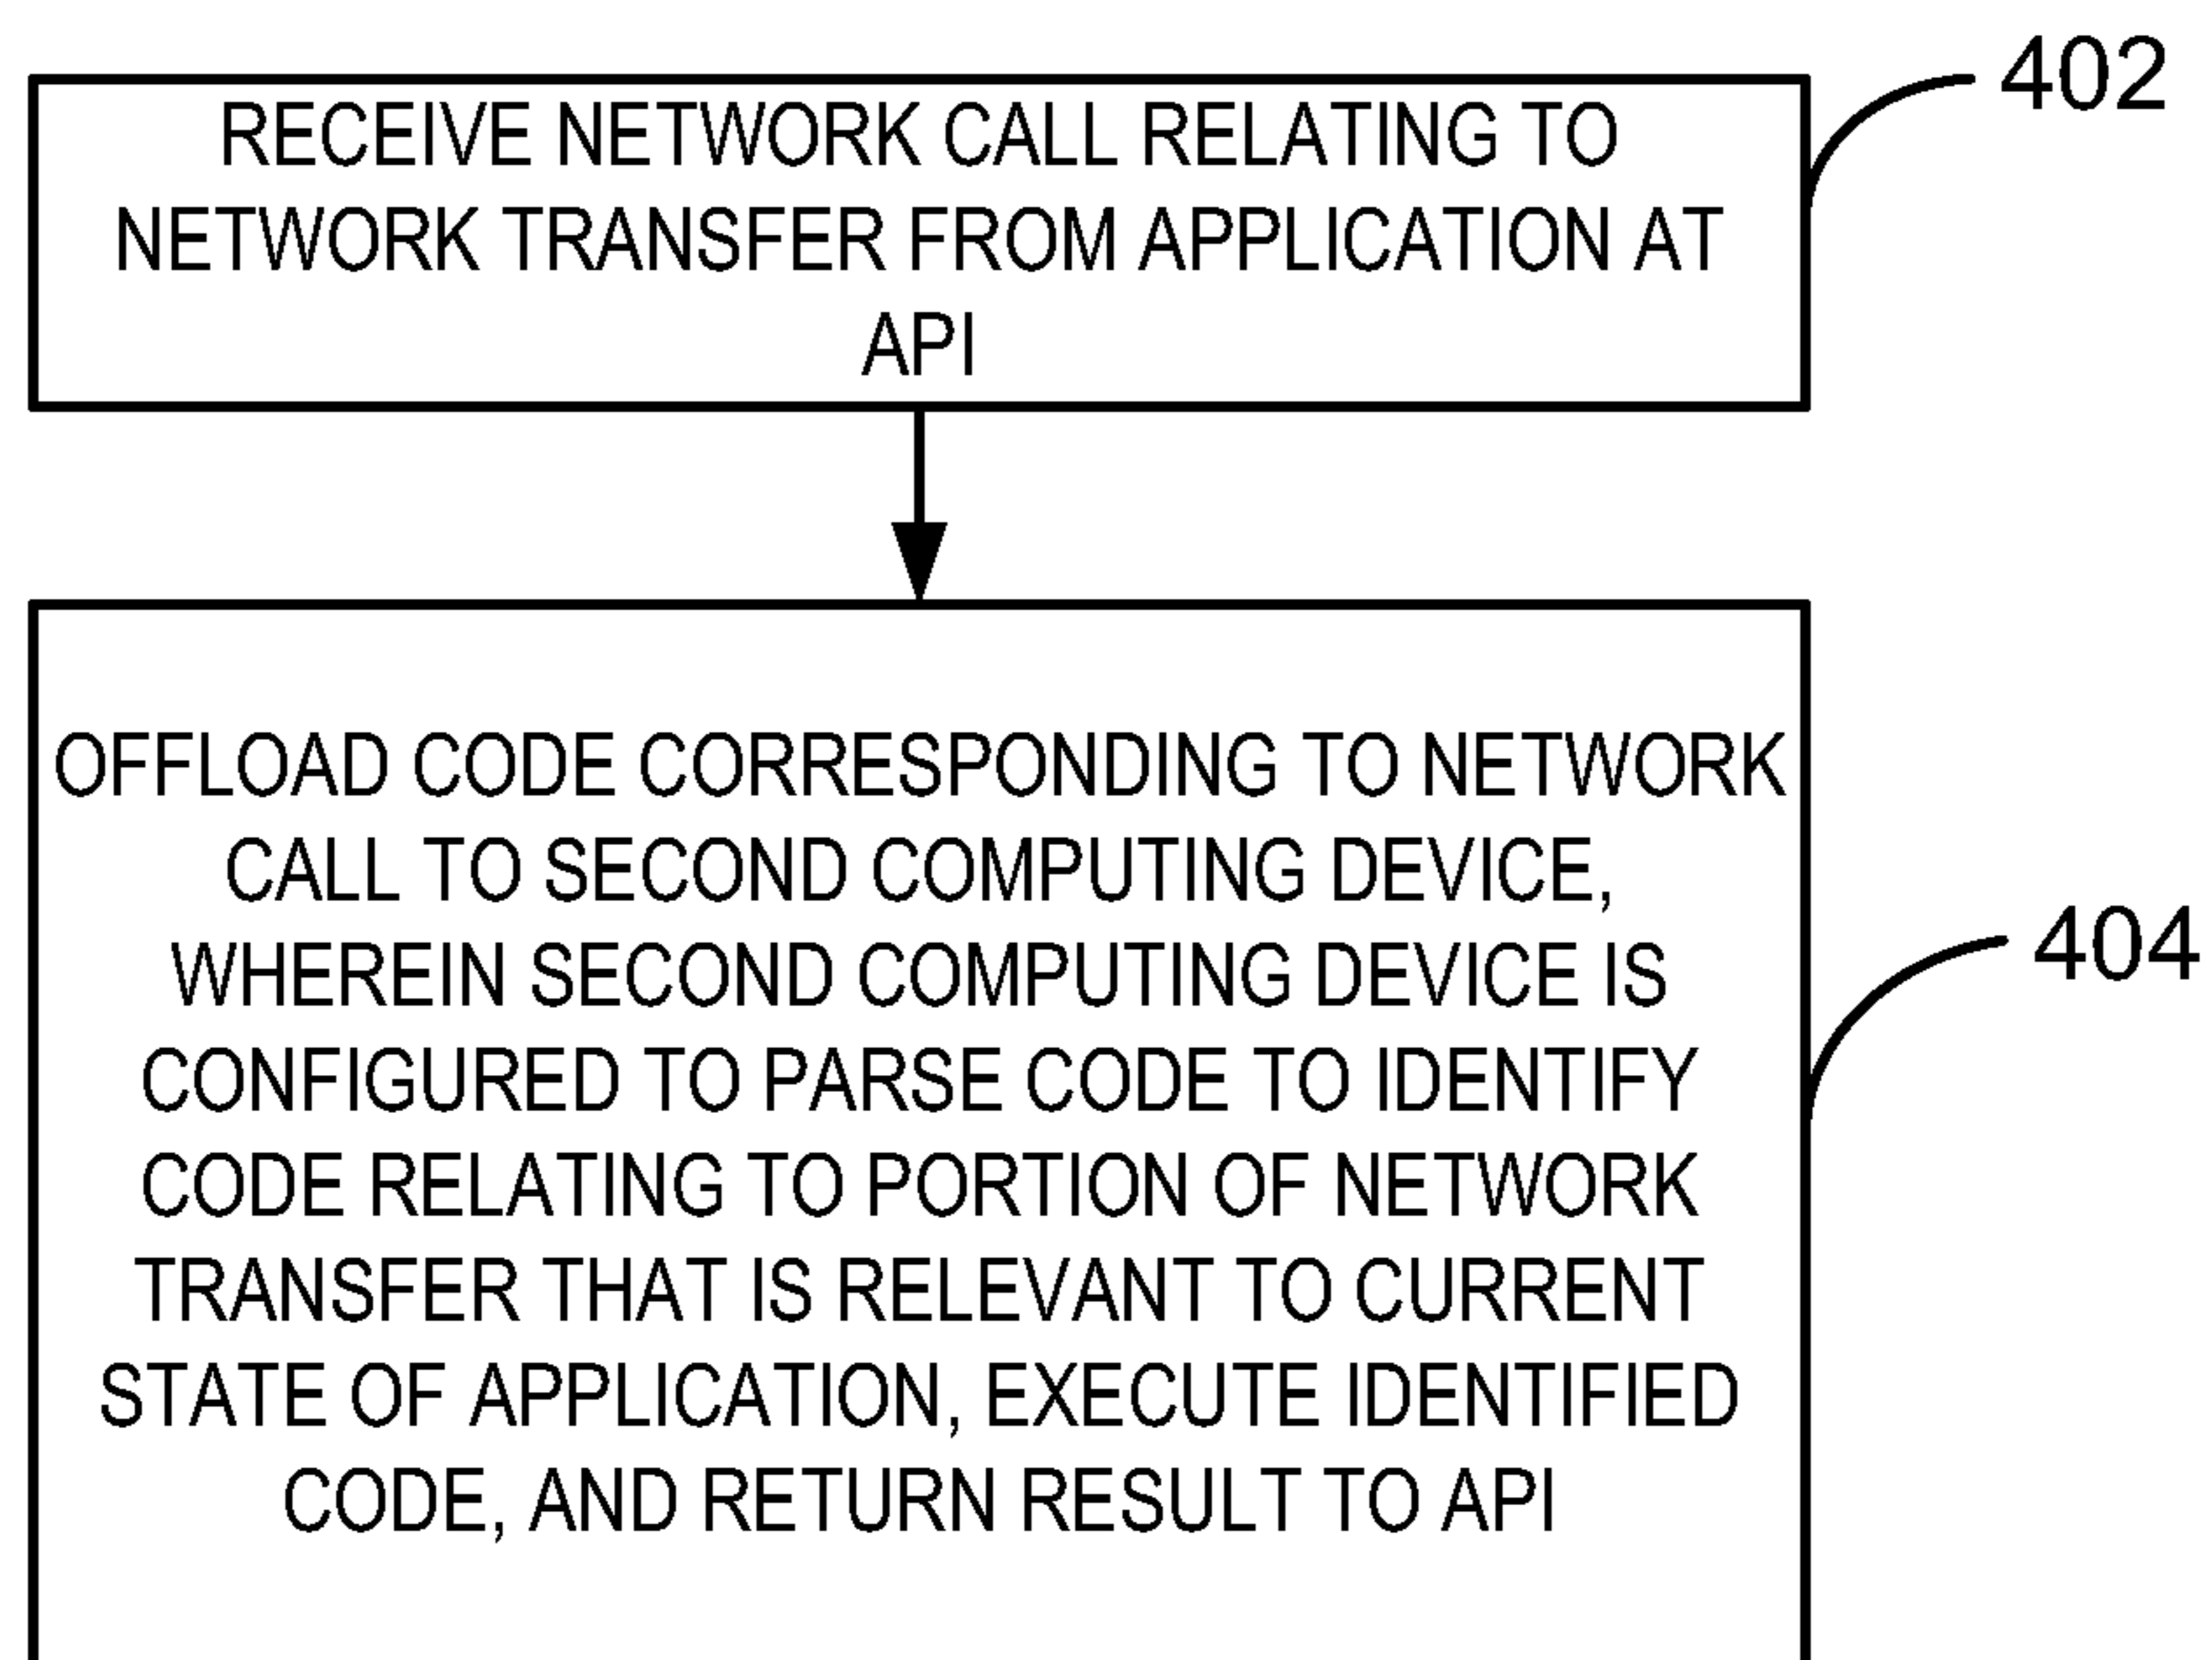 402
RECEIVE NETWORK CALL RELATING TO
NETWORK TRANSFER FROM APPLICATION AT
API
OFFLOAD CODE CORRESPONDING TO NETWORK
CALL TO SECOND COMPUTING DEVICE,
WHEREIN SECOND COMPUTING DEVICE IS
404
CONFIGURED TO PARSE CODE TO IDENTIFY
CODE RELATING TO PORTION OF NETWORK
TRANSFER THAT IS RELEVANT TO CURRENT
STATE OF APPLICATION, EXECUTE IDENTIFIED
CODE, AND RETURN RESULT TO API